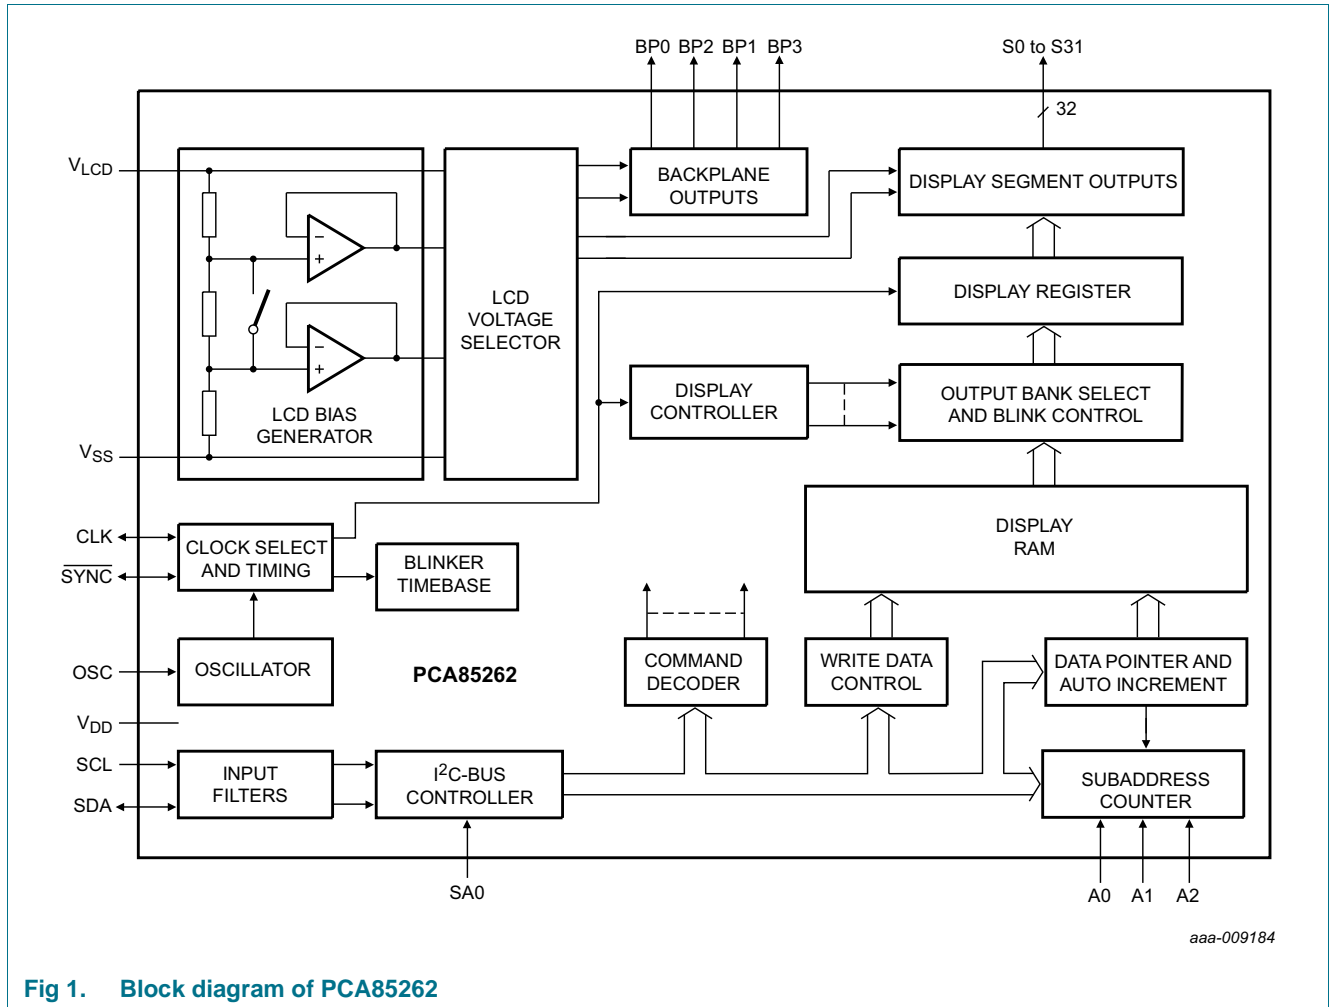 BP0 BP2 BP1 BP3
S0 to S31
32
VLCD
BACKPLANE
OUTPUTS
DISPLAY SEGMENT OUTPUTS
−
+
LCD
VOLTAGE
SELECTOR
DISPLAY REGISTER
−
+
DISPLAY
CONTROLLER
OUTPUT BANK SELECT
AND BLINK CONTROL
LCD BIAS
GENERATOR
VSS
CLK
CLOCK SELECT
AND TIMING
SYNC
BLINKER
TIMEBASE
DISPLAY
RAM
OSC
OSCILLATOR
PCA85262
COMMAND
DECODER
WRITE DATA
CONTROL
DATA POINTER AND
AUTO INCREMENT
VDD
SCL
SDA
INPUT
FILTERS
I2C-BUS
CONTROLLER
SUBADDRESS
COUNTER
SA0
A0 A1 A2
aaa-009184
Fig 1. Block diagram of PCA85262